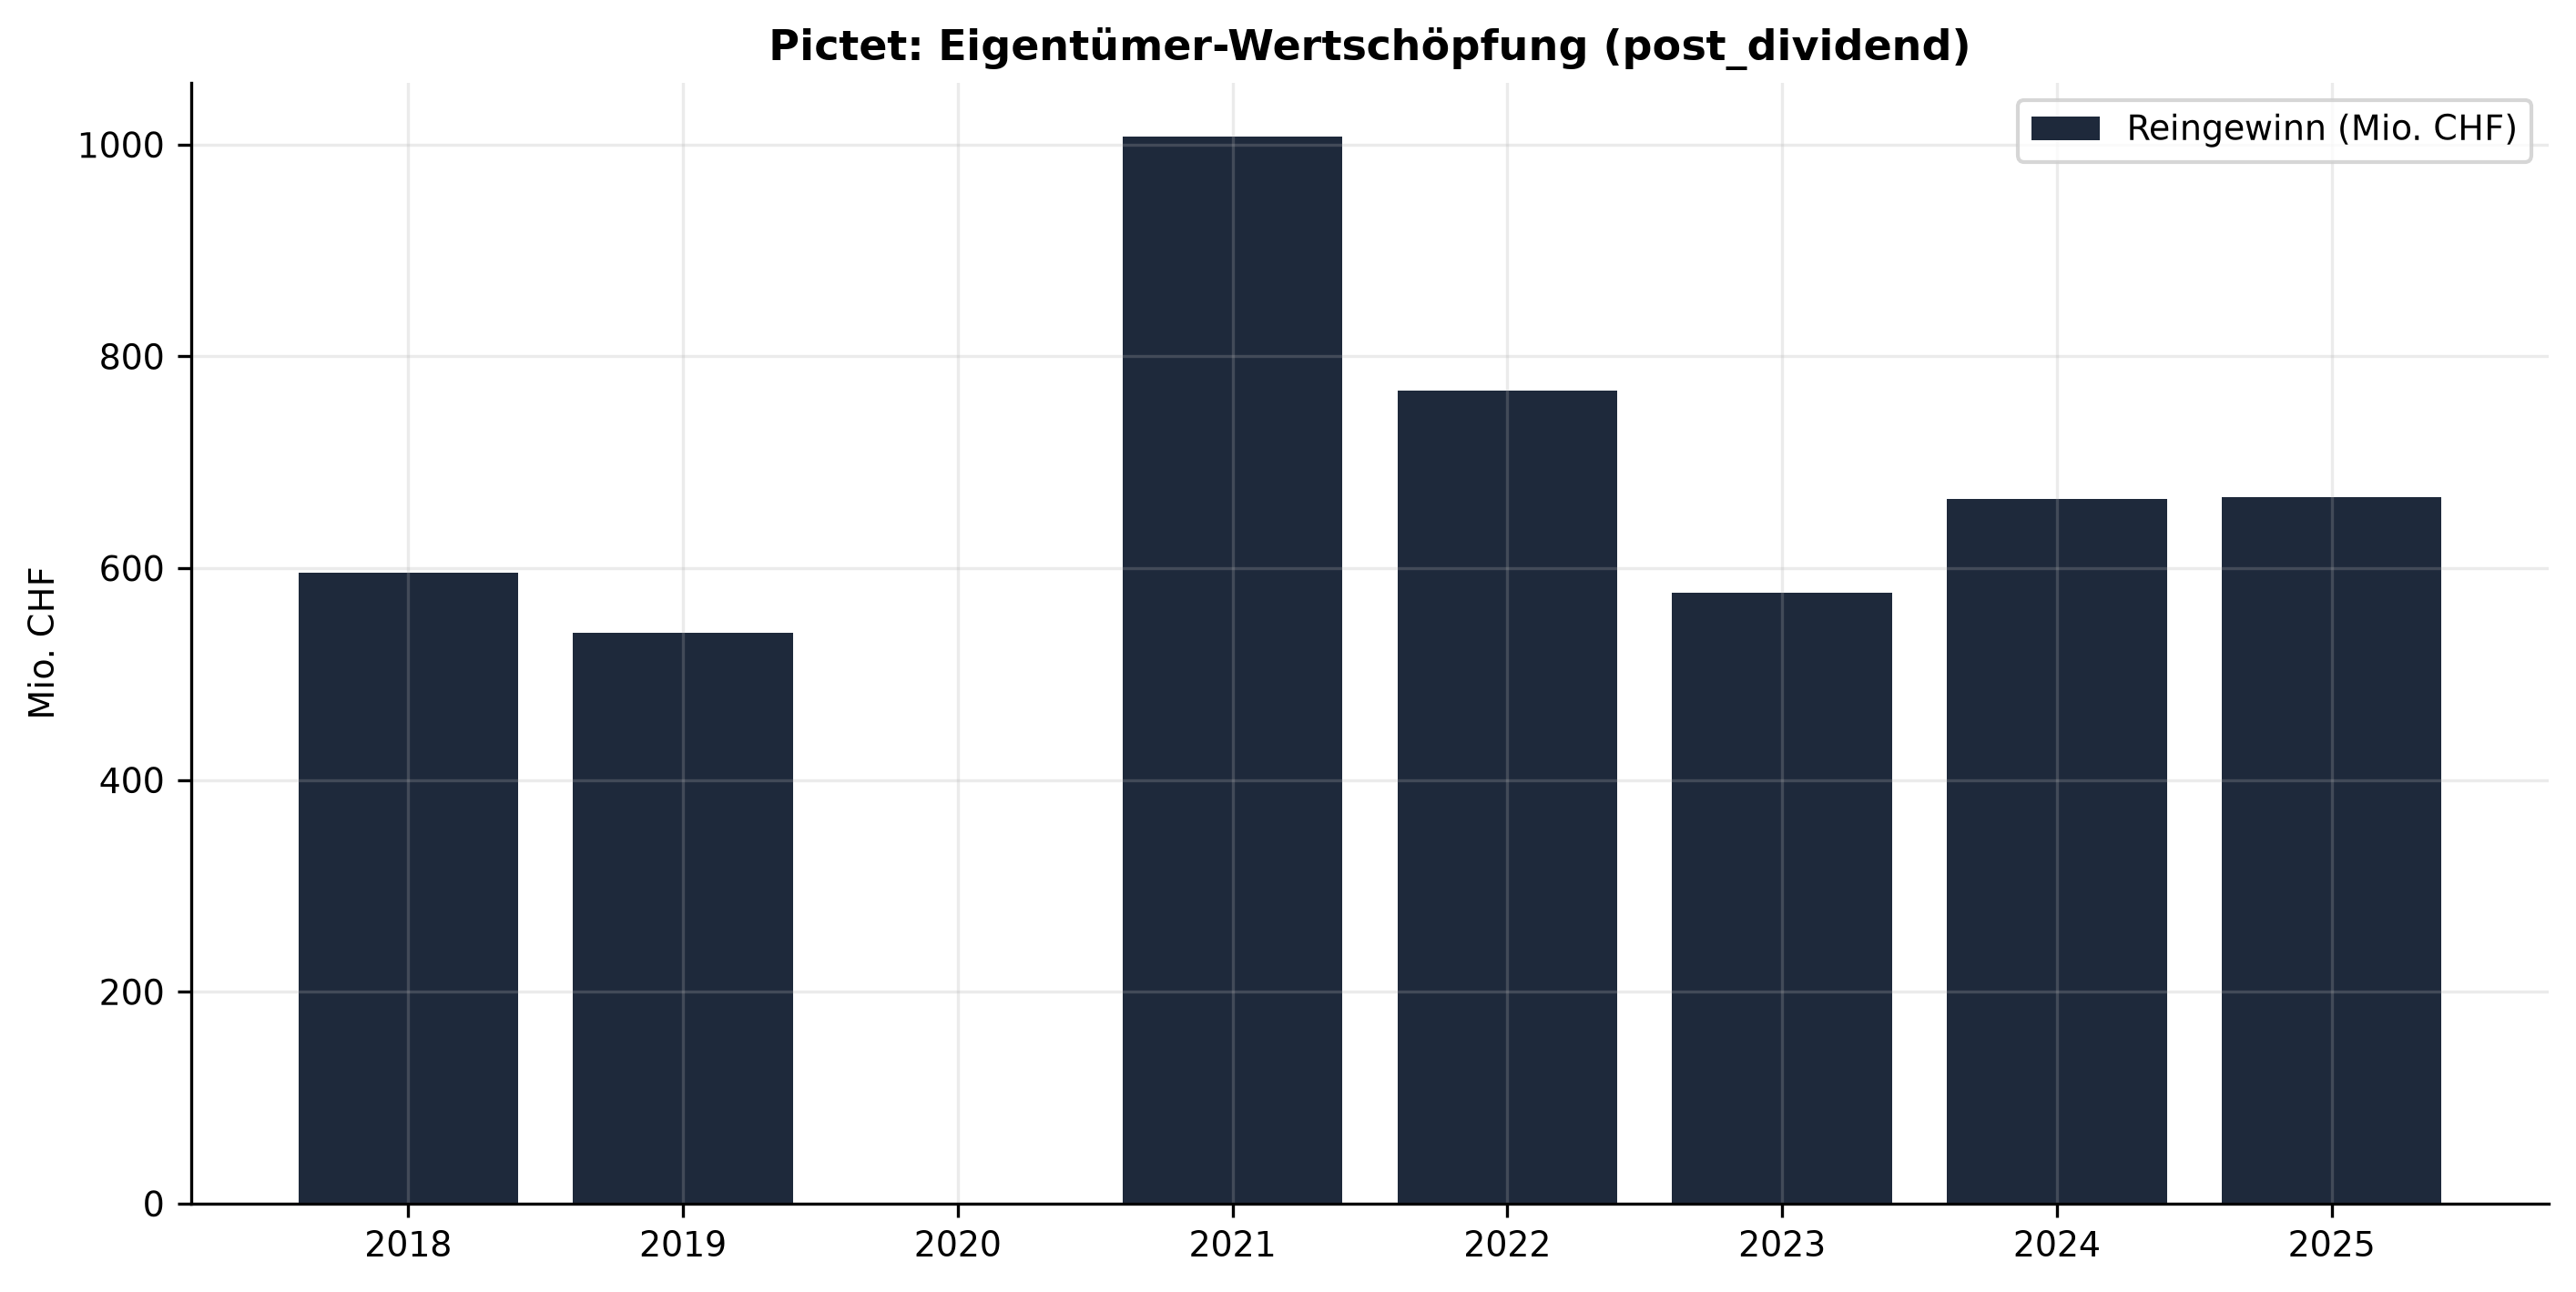 Pictet: Eigentümer-Wertschöpfung (post_dividend)
Reingewinn (Mio. CHF)
Mio. CHF
1000
800
600
400
200
0
2018 2019 2020 2021 2022 2023 2024 2025